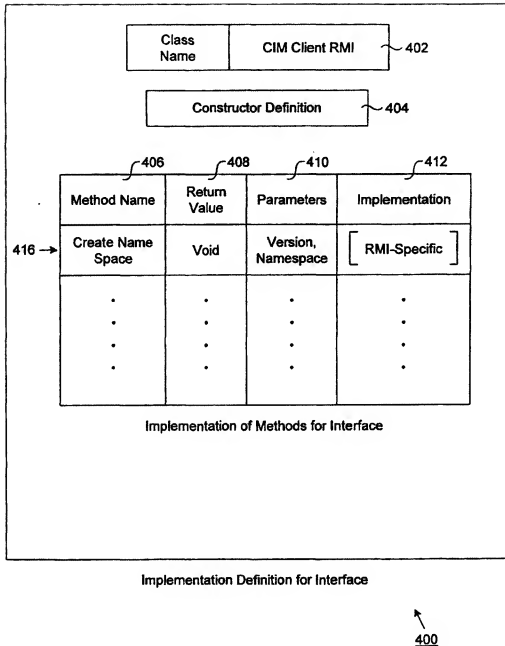 Class
Name
CIM Client RMI
402
Constructor Definition
404
406
408
410
412
Method Name
Return
Value
Parameters
Implementation
416
Create Name
Space
Void
Version,
Namespace
RMI-Specific
Implementation of Methods for Interface
Implementation Definition for Interface
400